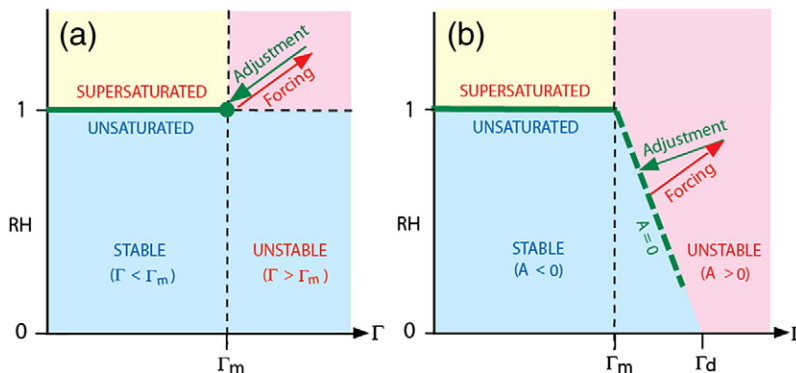 (a)
Adjustment
Forcing
SUPERSATURATED
1
UNSATURATED
RH
STABLE
(Γ < Γm)
UNSTABLE
(Γ > Γm)
0
Γ
Γm
(b)
SUPERSATURATED
1
UNSATURATED
Adjustment
Forcing
RH
STABLE
(A < 0)
A = 0
UNSTABLE
(A > 0)
0
Γm
Γd